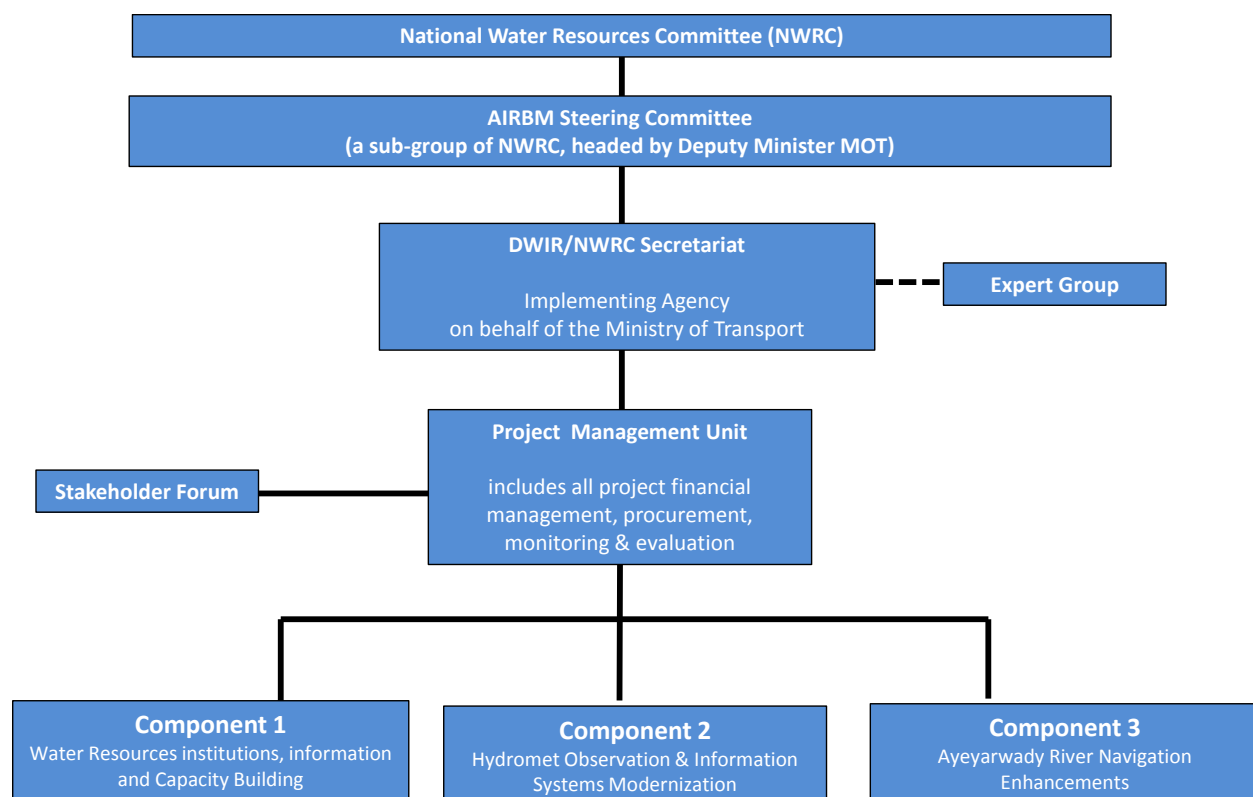 National Water Resources Committee (NWRC)
AIRBM Steering Committee
(a sub-group of NWRC, headed by Deputy Minister MOT)
DWIR/NWRC Secretariat
Implementing Agency
on behalf of the Ministry of Transport
Expert Group
Project Management Unit
includes all project financial
management, procurement,
monitoring & evaluation
Stakeholder Forum
Component 1
Water Resources institutions, information
and Capacity Building
Component 2
Hydromet Observation & Information
Systems Modernization
Component 3
Ayeyarwady River Navigation
Enhancements